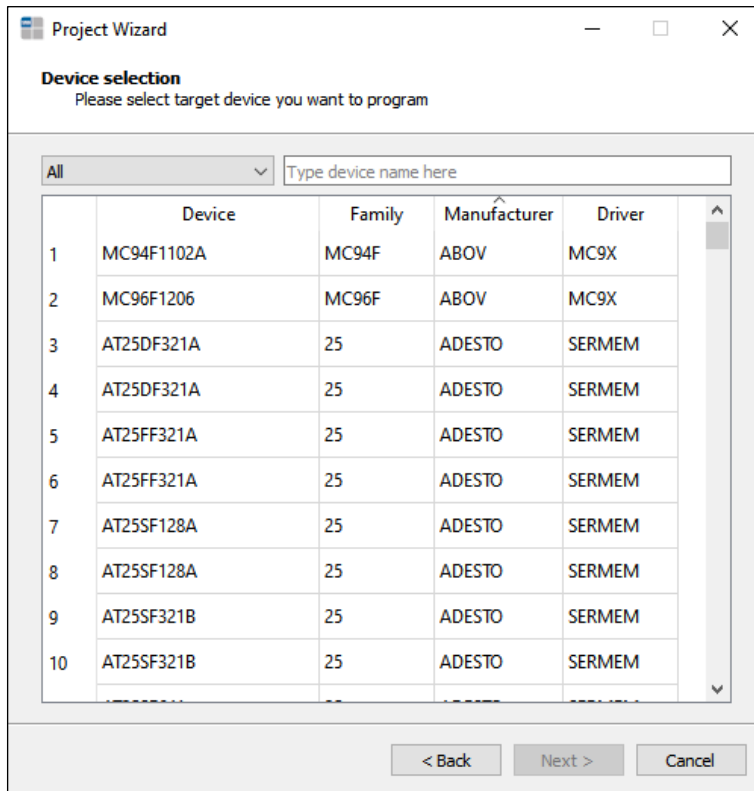 Project Wizard
Device selection
Please select target device you want to program
All Type device name here
Device Family Manufacturer Driver
1 MC94F1102A MC94F ABOV MC9X
2 MC96F1206 MC96F ABOV MC9X
3 AT25DF321A 25 ADESTO SERMEM
4 AT25DF321A 25 ADESTO SERMEM
5 AT25FF321A 25 ADESTO SERMEM
6 AT25FF321A 25 ADESTO SERMEM
7 AT25SF128A 25 ADESTO SERMEM
8 AT25SF128A 25 ADESTO SERMEM
9 AT25SF321B 25 ADESTO SERMEM
10 AT25SF321B 25 ADESTO SERMEM
< Back Next > Cancel